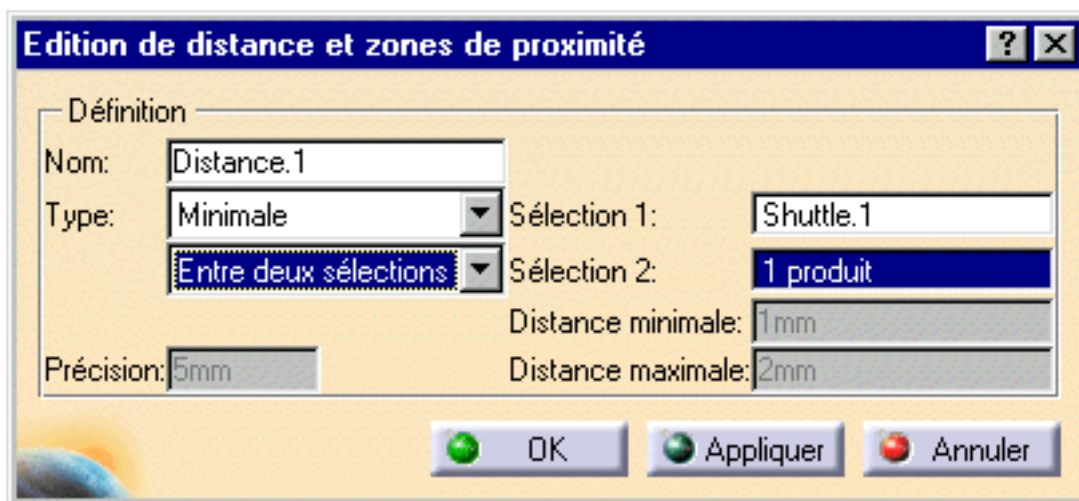 Edition de distance et zones de proximité
Définition
Nom: Distance.1
Type: Minimale Sélection 1: Shuttle.1
Entre deux sélections Sélection 2: 1 produit
Distance minimale: 1mm
Précision: 5mm Distance maximale: 2mm
OK Appliquer Annuler